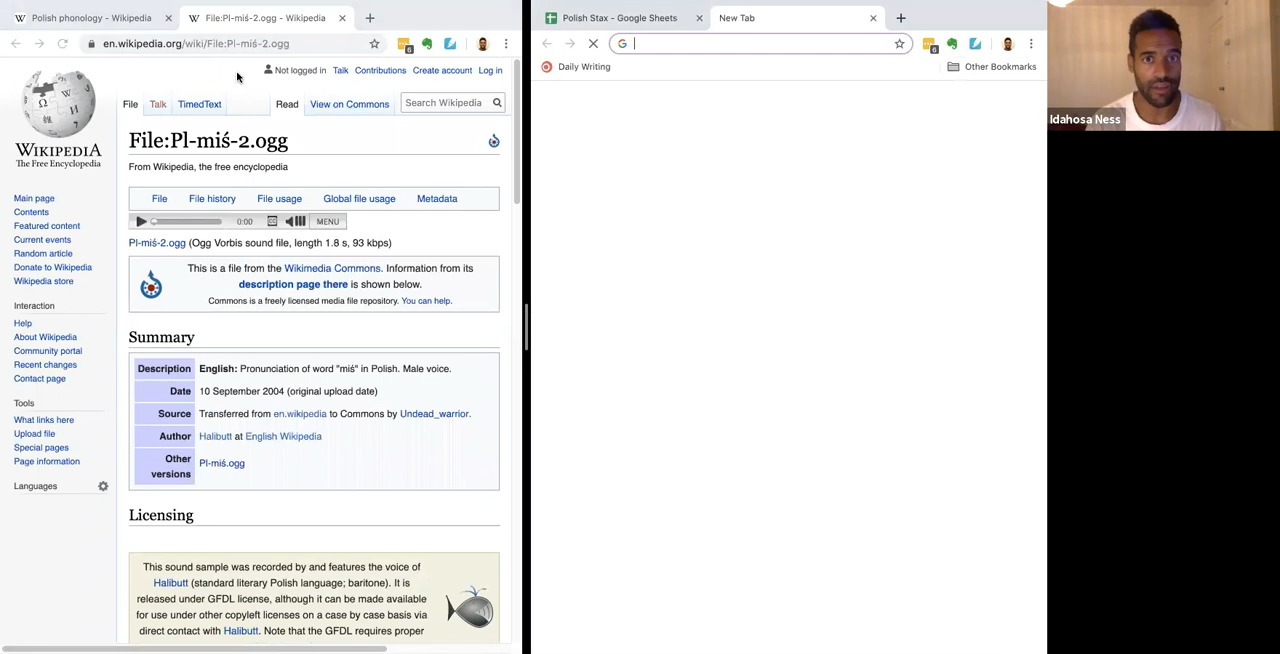 Polish phonology - Wikipedia
File:Pl-miś-2.ogg - Wikipedia
en.wikipedia.org/wiki/File:Pl-miś-2.ogg
6
Not logged in Talk Contributions Create account Log in
File Talk TimedText Read View on Commons Search Wikipedia
WIKIPEDIA
The Free Encyclopedia
Main page
Contents
Featured content
Current events
Random article
Donate to Wikipedia
Wikipedia store
Interaction
Help
About Wikipedia
Community portal
Recent changes
Contact page
Tools
What links here
Upload file
Special pages
Page information
Languages
File:Pl-miś-2.ogg
From Wikipedia, the free encyclopedia
File File history File usage Global file usage Metadata
0:00 MENU
Pl-miś-2.ogg (Ogg Vorbis sound file, length 1.8 s, 93 kbps)
This is a file from the Wikimedia Commons. Information from its
description page there is shown below.
Commons is a freely licensed media file repository. You can help.
Summary
Description English: Pronunciation of word "miś" in Polish. Male voice.
Date 10 September 2004 (original upload date)
Source Transferred from en.wikipedia to Commons by Undead_warrior.
Author Halibutt at English Wikipedia
Other
versions
Pl-miś.ogg
Licensing
This sound sample was recorded by and features the voice of
Halibutt (standard literary Polish language; baritone). It is
released under GFDL license, although it can be made available
for use under other copyleft licenses on a case by case basis via
direct contact with Halibutt. Note that the GFDL requires proper
Polish Stax - Google Sheets
New Tab
G
6
Daily Writing
Other Bookmarks
Idahosa Ness